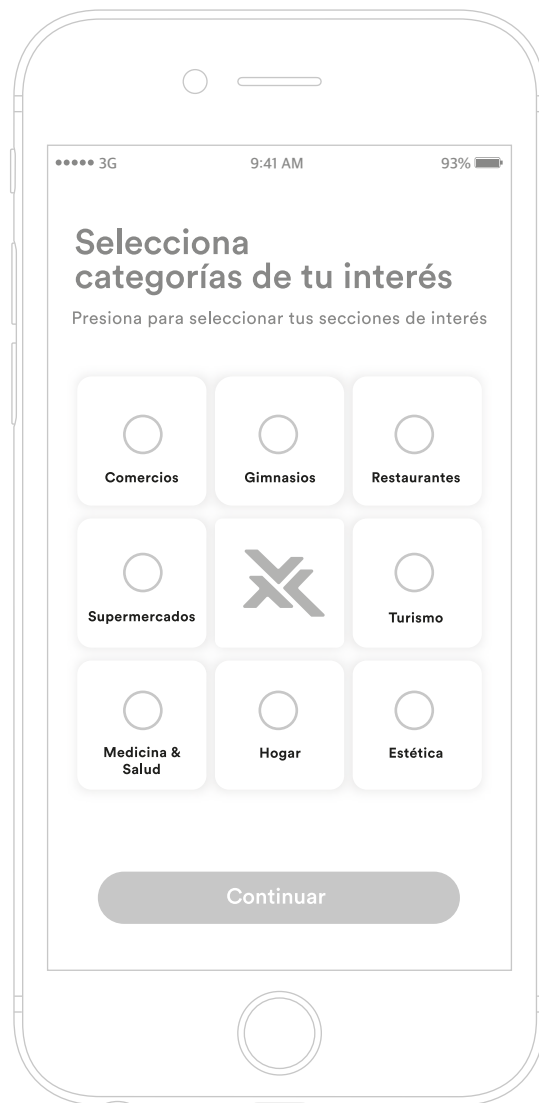 3G 9:41 AM 93%
Selecciona
categorías de tu interés
Presiona para seleccionar tus secciones de interés
Comercios Gimnasios Restaurantes
Supermercados Turismo
Medicina &
Salud
Hogar Estética
Continuar